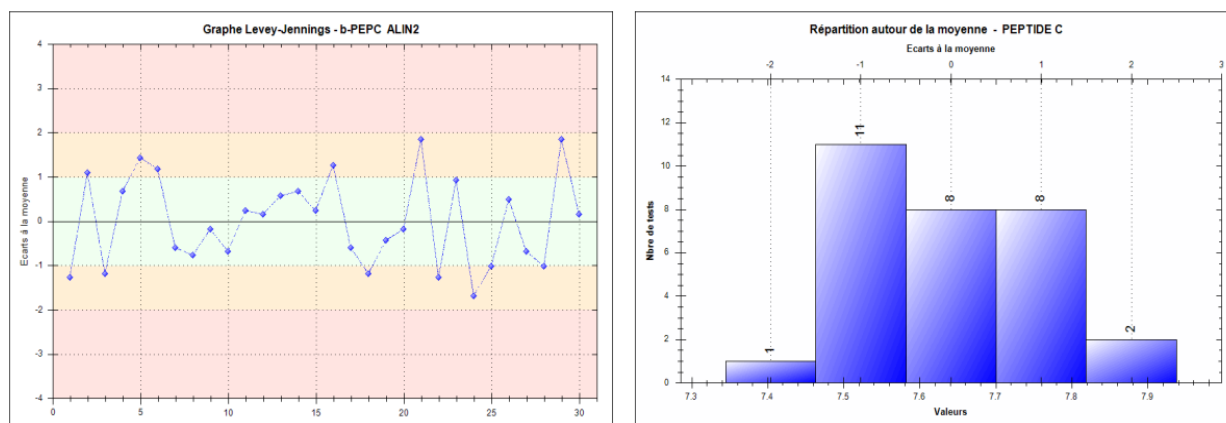 Graphe Levey-Jennings - b-PEPC ALIN2
4
3
2
1
0
-1
-2
-3
-4
Ecarts á la moyenne
0 5 10 15 20 25 30
Répartition autour de la moyenne - PEPTIDE C
Ecarts á la moyenne
-2 -1 0 1 2 3
14
12
10
8
6
4
2
0
Nbre de tests
1
11
8
8
2
7.3 7.4 7.5 7.6 7.7 7.8 7.9
Valeurs